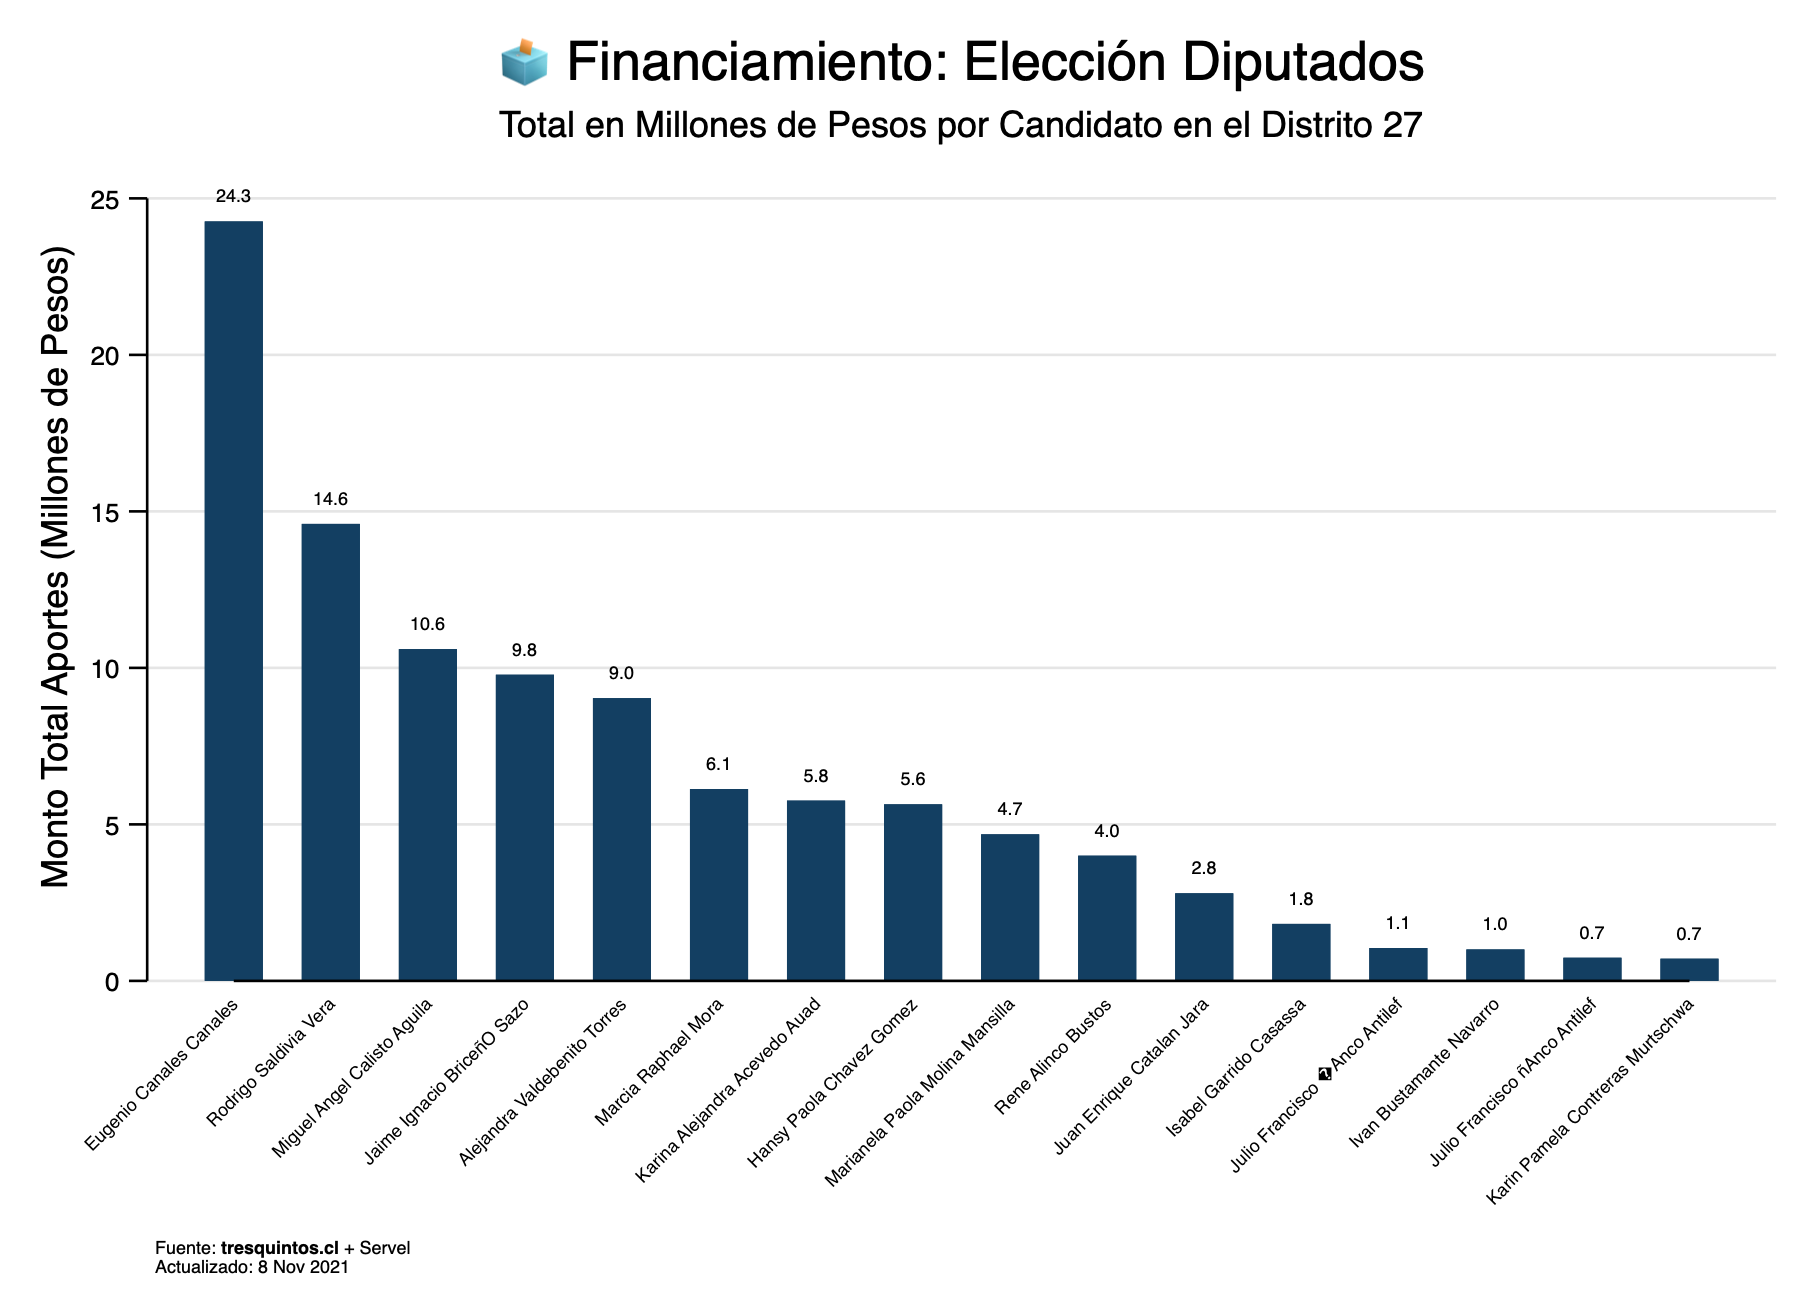 Financiamiento: Elección Diputados
Total en Millones de Pesos por Candidato en el Distrito 27
Monto Total Aportes (Millones de Pesos)
25
20
15
10
5
0
24.3
14.6
10.6
9.8
9.0
6.1
5.8
5.6
4.7
4.0
2.8
1.8
1.1
1.0
0.7
0.7
Eugenio Canales Canales
Rodrigo Saldivia Vera
Miguel Angel Calisto Aguila
Jaime Ignacio BriceñO Sazo
Alejandra Valdebenito Torres
Marcia Raphael Mora
Karina Alejandra Acevedo Auad
Hansy Paola Chavez Gomez
Marianela Paola Molina Mansilla
Rene Alinco Bustos
Juan Enrique Catalan Jara
Isabel Garrido Casassa
Julio Francisco �Anco Antilef
Ivan Bustamante Navarro
Julio Francisco ñAnco Antilef
Karin Pamela Contreras Murtschwa
Fuente: tresquintos.cl + Servel
Actualizado: 8 Nov 2021